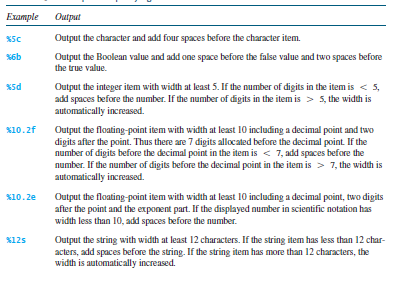 Example Output
%5c Output the character and add four spaces before the character item.
%6b Output the Boolean value and add one space before the false value and two spaces before
the true value.
%5d Output the integer item with width at least 5. If the number of digits in the item is < 5,
add spaces before the number. If the number of digits in the item is > 5, the width is
automatically increased.
%10.2f Output the floating-point item with width at least 10 including a decimal point and two
digits after the point. Thus there are 7 digits allocated before the decimal point. If the
number of digits before the decimal point in the item is < 7, add spaces before the
number. If the number of digits before the decimal point in the item is > 7, the width is
automatically increased.
%10.2e Output the floating-point item with width at least 10 including a decimal point, two digits
after the point and the exponent part. If the displayed number in scientific notation has
width less than 10, add spaces before the number.
%12s Output the string with width at least 12 characters. If the string item has less than 12 char-
acters, add spaces before the string. If the string item has more than 12 characters, the
width is automatically increased.